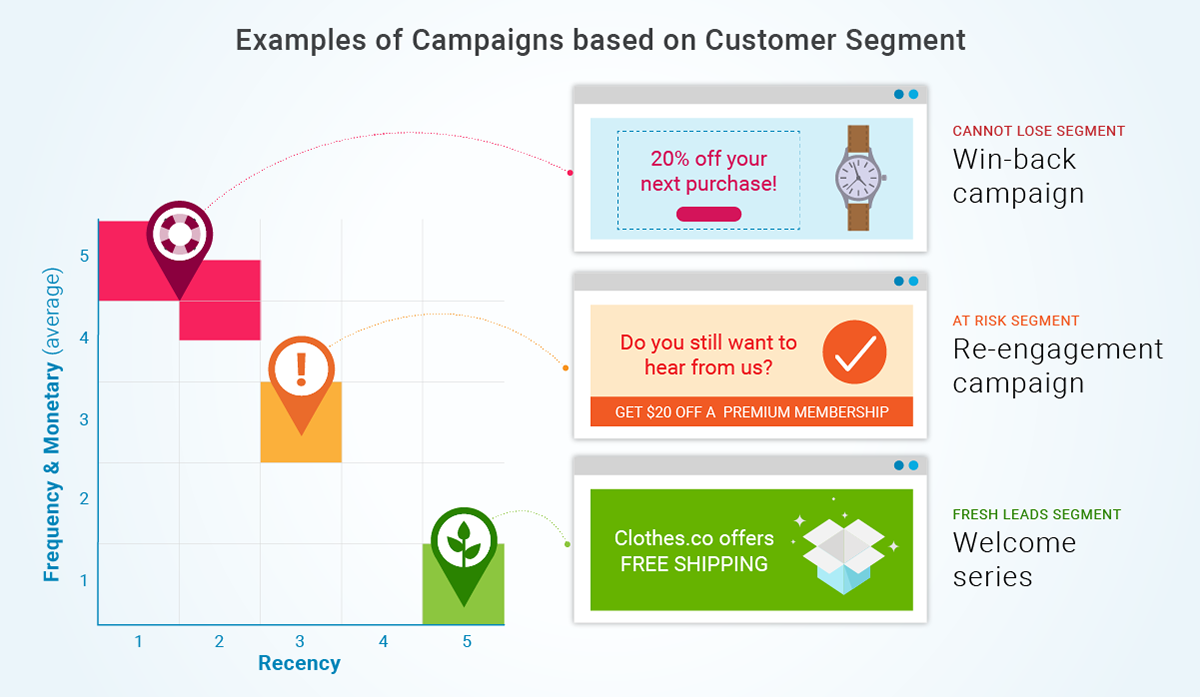 Examples of Campaigns based on Customer Segment
20% off your
next purchase!
CANNOT LOSE SEGMENT
Win-back
campaign
Do you still want to
hear from us?
GET $20 OFF A PREMIUM MEMBERSHIP
AT RISK SEGMENT
Re-engagement
campaign
Clothes.co offers
FREE SHIPPING
FRESH LEADS SEGMENT
Welcome
series
Frequency & Monetary (average)
5
4
3
2
1
1 2 3 4 5
Recency